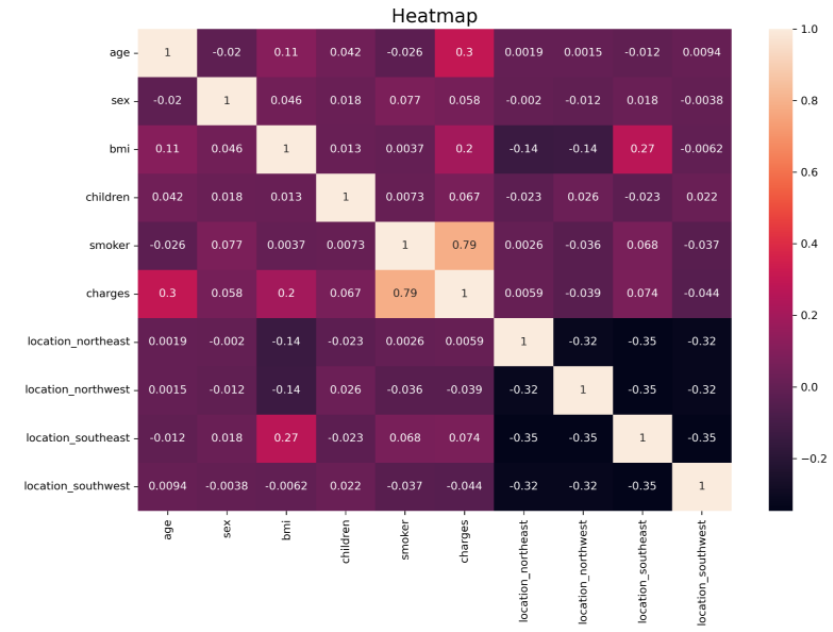 Heatmap
age 1 -0.02 0.11 0.042 -0.026 0.3 0.0019 0.0015 -0.012 0.0094
sex -0.02 1 0.046 0.018 0.077 0.058 -0.002 -0.012 0.018 -0.0038
bmi 0.11 0.046 1 0.013 0.0037 0.2 -0.14 -0.14 0.27 -0.0062
children 0.042 0.018 0.013 1 0.0073 0.067 -0.023 0.026 -0.023 0.022
smoker -0.026 0.077 0.0037 0.0073 1 0.79 0.0026 -0.036 0.068 -0.037
charges 0.3 0.058 0.2 0.067 0.79 1 0.0059 -0.039 0.074 -0.044
location_northeast 0.0019 -0.002 -0.14 -0.023 0.0026 0.0059 1 -0.32 -0.35 -0.32
location_northwest 0.0015 -0.012 -0.14 0.026 -0.036 -0.039 -0.32 1 -0.35 -0.32
location_southeast -0.012 0.018 0.27 -0.023 0.068 0.074 -0.35 -0.35 1 -0.35
location_southwest 0.0094 -0.0038 -0.0062 0.022 -0.037 -0.044 -0.32 -0.32 -0.35 1
age
sex
bmi
children
smoker
charges
location_northeast
location_northwest
location_southeast
location_southwest
1.0
0.8
0.6
0.4
0.2
0.0
−0.2